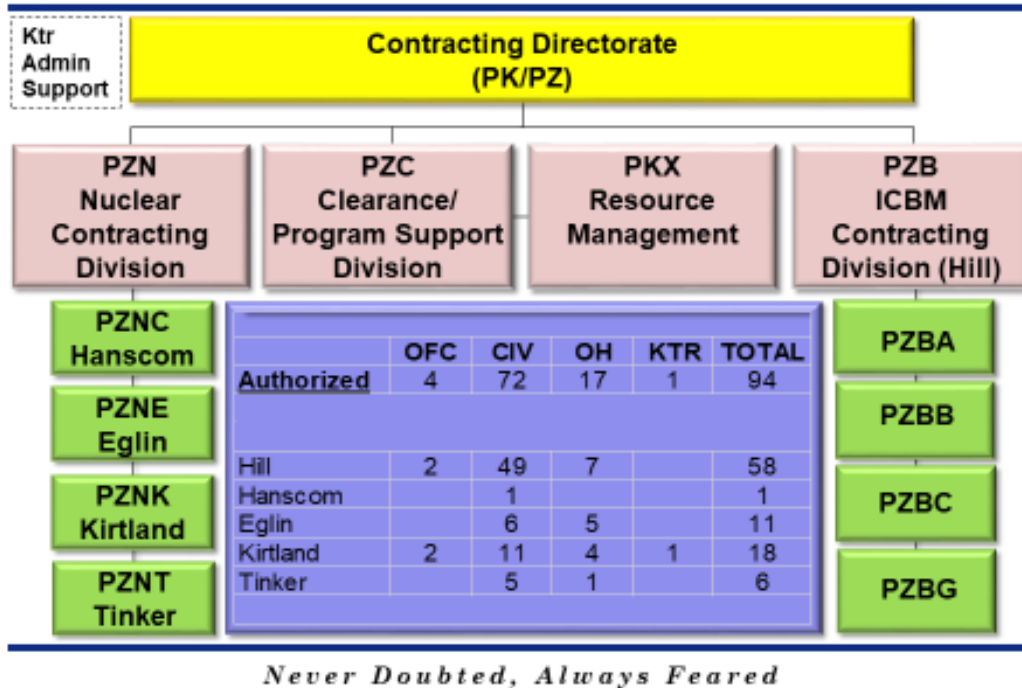 Ktr
Admin
Support
Contracting Directorate
(PK/PZ)
PZN
Nuclear
Contracting
Division
PZC
Clearance/
Program Support
Division
PKX
Resource
Management
PZB
ICBM
Contracting
Division (Hill)
PZNC
Hanscom
PZNE
Eglin
PZNK
Kirtland
PZNT
Tinker
OFC CIV OH KTR TOTAL
Authorized 4 72 17 1 94
Hill 2 49 7 58
Hanscom 1 1
Eglin 6 5 11
Kirtland 2 11 4 1 18
Tinker 5 1 6
PZBA
PZBB
PZBC
PZBG
Never Doubted, Always Feared